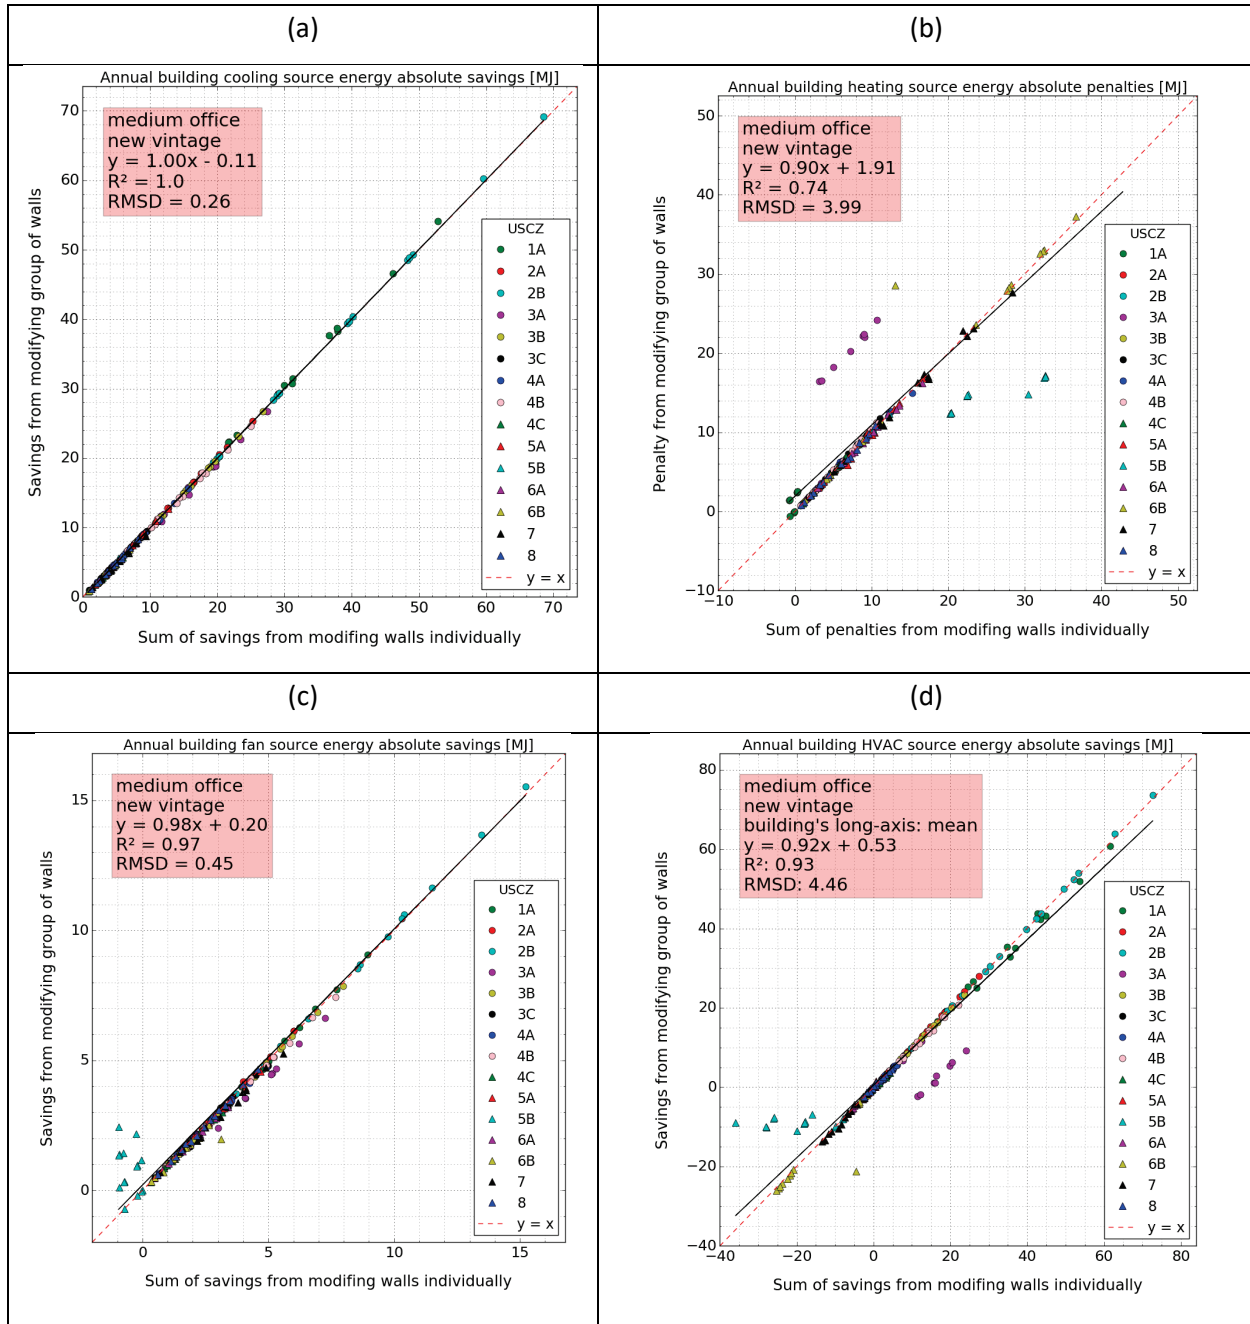 (a)
(b)
Annual building cooling source energy absolute savings [MJ]
70
60
50
40
30
20
10
0
0
10
20
30
40
50
60
70
Savings from modifying group of walls
Sum of savings from modifing walls individually
medium office
new vintage
y = 1.00x - 0.11
R² = 1.0
RMSD = 0.26
USCZ
1A
2A
2B
3A
3B
3C
4A
4B
4C
5A
5B
6A
6B
7
8
y = x
Annual building heating source energy absolute penalties [MJ]
50
40
30
20
10
0
−10
−10
0
10
20
30
40
50
Penalty from modifying group of walls
Sum of penalties from modifing walls individually
medium office
new vintage
y = 0.90x + 1.91
R² = 0.74
RMSD = 3.99
USCZ
1A
2A
2B
3A
3B
3C
4A
4B
4C
5A
5B
6A
6B
7
8
y = x
(c)
(d)
Annual building fan source energy absolute savings [MJ]
15
10
5
0
0
5
10
15
Savings from modifying group of walls
Sum of savings from modifing walls individually
medium office
new vintage
y = 0.98x + 0.20
R² = 0.97
RMSD = 0.45
USCZ
1A
2A
2B
3A
3B
3C
4A
4B
4C
5A
5B
6A
6B
7
8
y = x
Annual building HVAC source energy absolute savings [MJ]
80
60
40
20
0
−20
−40
−40
−20
0
20
40
60
80
Savings from modifying group of walls
Sum of savings from modifing walls individually
medium office
new vintage
building's long-axis: mean
y = 0.92x + 0.53
R²: 0.93
RMSD: 4.46
USCZ
1A
2A
2B
3A
3B
3C
4A
4B
4C
5A
5B
6A
6B
7
8
y = x